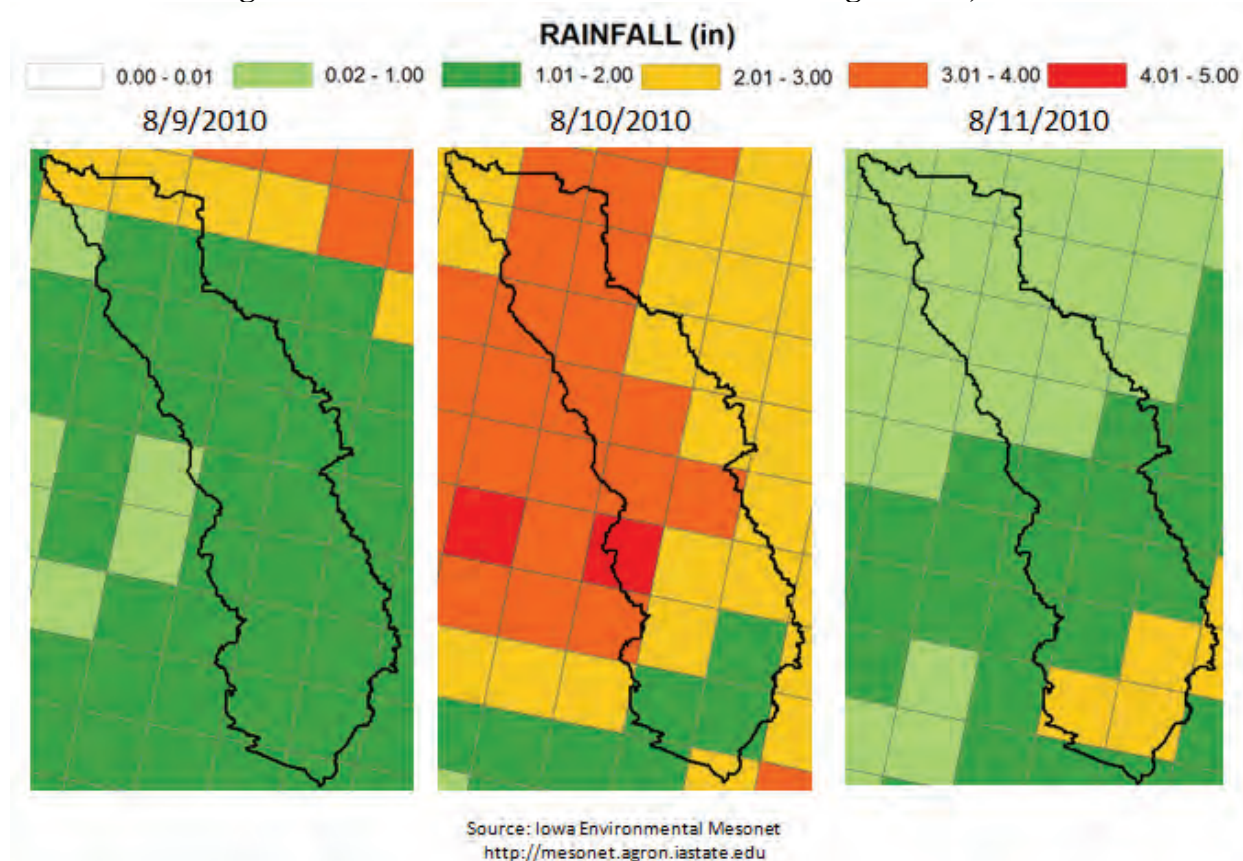 RAINFALL (in)
0.00 - 0.01 0.02 - 1.00 1.01 - 2.00 2.01 - 3.00 3.01 - 4.00 4.01 - 5.00
8/9/2010 8/10/2010 8/11/2010
Source: Iowa Environmental Mesonet
http://mesonet.agron.iastate.edu